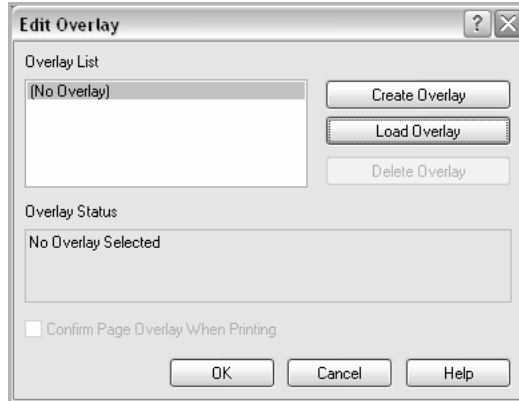 Edit Overlay
Overlay List
(No Overlay)
Create Overlay
Load Overlay
Delete Overlay
Overlay Status
No Overlay Selected
Confirm Page Overlay When Printing
OK Cancel Help